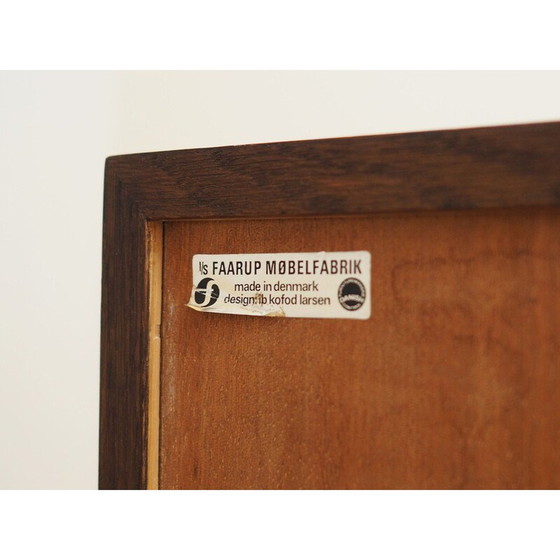 I/S FAARUP MØBELFABRIK
made in denmark
design: ib kofod larsen